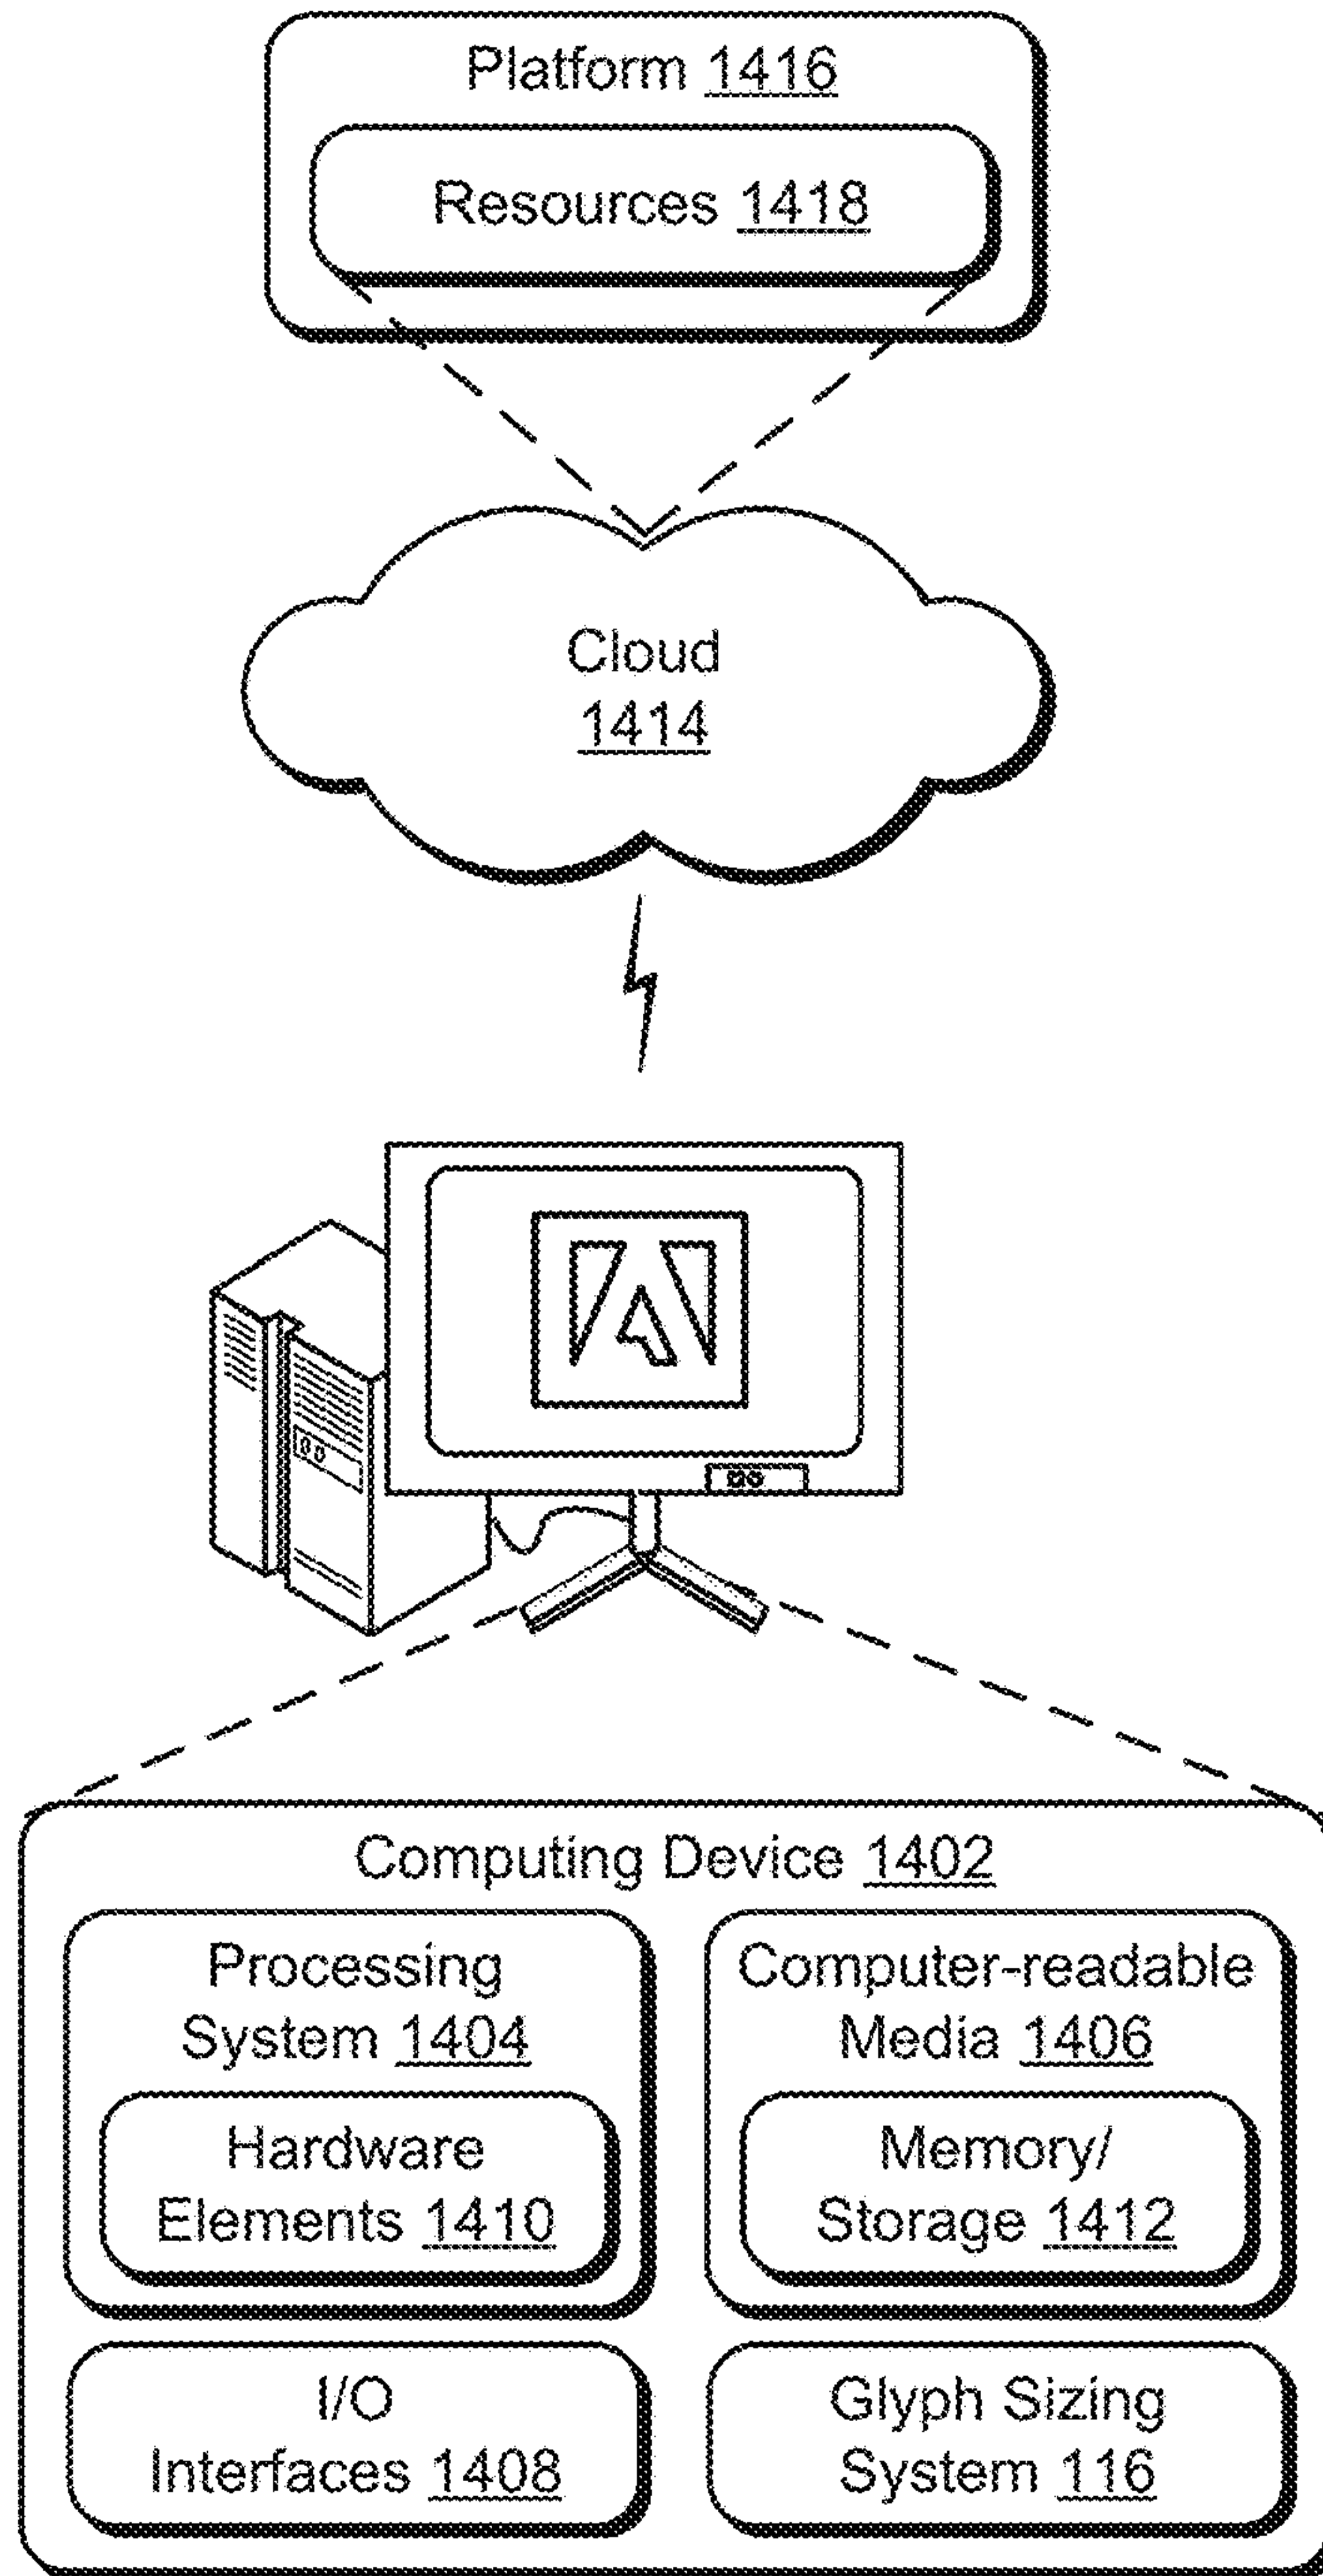 Platform 1416
Resources 1418
Cloud
1414
Computing Device 1402
Processing
System 1404
Hardware
Elements 1410
Computer-readable
Media 1406
Memory/
Storage 1412
I/O
Interfaces 1408
Glyph Sizing
System 116